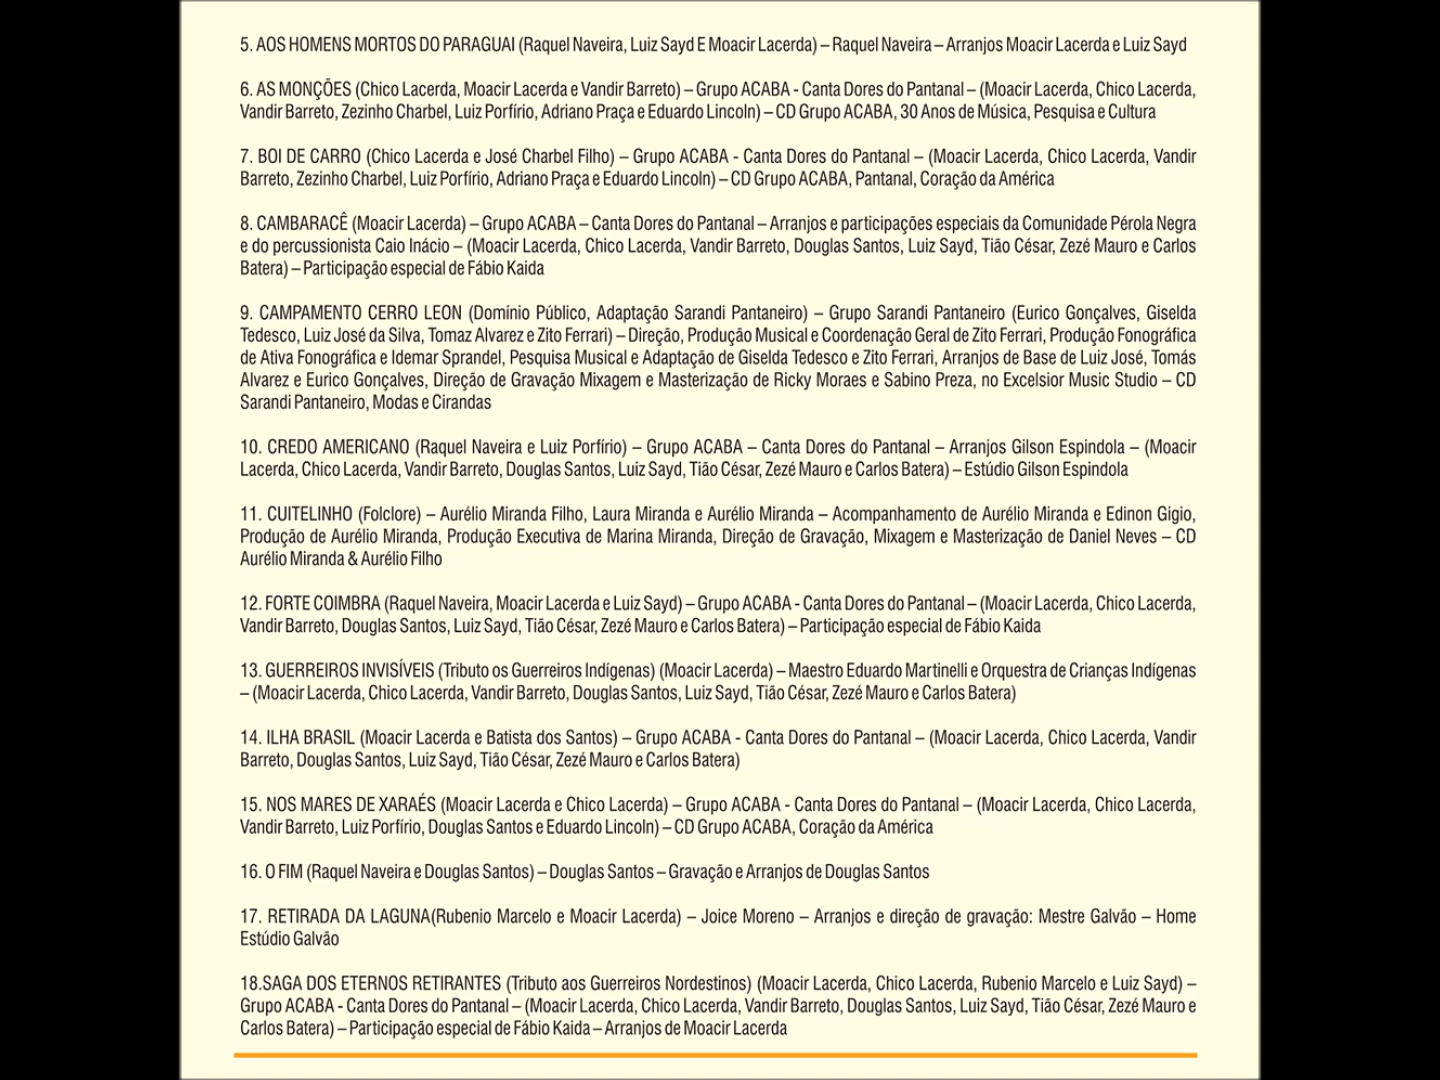 5. AOS HOMENS MORTOS DO PARAGUAI (Raquel Naveira, Luiz Sayd E Moacir Lacerda) – Raquel Naveira – Arranjos Moacir Lacerda e Luiz Sayd
6. AS MONÇÕES (Chico Lacerda, Moacir Lacerda e Vandir Barreto) – Grupo ACABA - Canta Dores do Pantanal – (Moacir Lacerda, Chico Lacerda,
Vandir Barreto, Zezinho Charbel, Luiz Porfírio, Adriano Praça e Eduardo Lincoln) – CD Grupo ACABA, 30 Anos de Música, Pesquisa e Cultura
7. BOI DE CARRO (Chico Lacerda e José Charbel Filho) – Grupo ACABA - Canta Dores do Pantanal – (Moacir Lacerda, Chico Lacerda, Vandir
Barreto, Zezinho Charbel, Luiz Porfírio, Adriano Praça e Eduardo Lincoln) – CD Grupo ACABA, Pantanal, Coração da América
8. CAMBARACÊ (Moacir Lacerda) – Grupo ACABA – Canta Dores do Pantanal – Arranjos e participações especiais da Comunidade Pérola Negra
e do percussionista Caio Inácio – (Moacir Lacerda, Chico Lacerda, Vandir Barreto, Douglas Santos, Luiz Sayd, Tião César, Zezé Mauro e Carlos
Batera) – Participação especial de Fábio Kaida
9. CAMPAMENTO CERRO LEON (Domínio Público, Adaptação Sarandi Pantaneiro) – Grupo Sarandi Pantaneiro (Eurico Gonçalves, Giselda
Tedesco, Luiz José da Silva, Tomaz Alvarez e Zito Ferrari) – Direção, Produção Musical e Coordenação Geral de Zito Ferrari, Produção Fonográfica
de Ativa Fonográfica e Idemar Sprandel, Pesquisa Musical e Adaptação de Giselda Tedesco e Zito Ferrari, Arranjos de Base de Luiz José, Tomás
Alvarez e Eurico Gonçalves, Direção de Gravação Mixagem e Masterização de Ricky Moraes e Sabino Preza, no Excelsior Music Studio – CD
Sarandi Pantaneiro, Modas e Cirandas
10. CREDO AMERICANO (Raquel Naveira e Luiz Porfírio) – Grupo ACABA – Canta Dores do Pantanal – Arranjos Gilson Espindola – (Moacir
Lacerda, Chico Lacerda, Vandir Barreto, Douglas Santos, Luiz Sayd, Tião César, Zezé Mauro e Carlos Batera) – Estúdio Gilson Espindola
11. CUITELINHO (Folclore) – Aurélio Miranda Filho, Laura Miranda e Aurélio Miranda – Acompanhamento de Aurélio Miranda e Edinon Gigio,
Produção de Aurélio Miranda, Produção Executiva de Marina Miranda, Direção de Gravação, Mixagem e Masterização de Daniel Neves – CD
Aurélio Miranda & Aurélio Filho
12. FORTE COIMBRA (Raquel Naveira, Moacir Lacerda e Luiz Sayd) – Grupo ACABA - Canta Dores do Pantanal – (Moacir Lacerda, Chico Lacerda,
Vandir Barreto, Douglas Santos, Luiz Sayd, Tião César, Zezé Mauro e Carlos Batera) – Participação especial de Fábio Kaida
13. GUERREIROS INVISÍVEIS (Tributo os Guerreiros Indígenas) (Moacir Lacerda) – Maestro Eduardo Martinelli e Orquestra de Crianças Indígenas
– (Moacir Lacerda, Chico Lacerda, Vandir Barreto, Douglas Santos, Luiz Sayd, Tião César, Zezé Mauro e Carlos Batera)
14. ILHA BRASIL (Moacir Lacerda e Batista dos Santos) – Grupo ACABA - Canta Dores do Pantanal – (Moacir Lacerda, Chico Lacerda, Vandir
Barreto, Douglas Santos, Luiz Sayd, Tião César, Zezé Mauro e Carlos Batera)
15. NOS MARES DE XARAÉS (Moacir Lacerda e Chico Lacerda) – Grupo ACABA - Canta Dores do Pantanal – (Moacir Lacerda, Chico Lacerda,
Vandir Barreto, Luiz Porfírio, Douglas Santos e Eduardo Lincoln) – CD Grupo ACABA, Coração da América
16. O FIM (Raquel Naveira e Douglas Santos) – Douglas Santos – Gravação e Arranjos de Douglas Santos
17. RETIRADA DA LAGUNA(Rubenio Marcelo e Moacir Lacerda) – Joice Moreno – Arranjos e direção de gravação: Mestre Galvão – Home
Estúdio Galvão
18.SAGA DOS ETERNOS RETIRANTES (Tributo aos Guerreiros Nordestinos) (Moacir Lacerda, Chico Lacerda, Rubenio Marcelo e Luiz Sayd) –
Grupo ACABA - Canta Dores do Pantanal – (Moacir Lacerda, Chico Lacerda, Vandir Barreto, Douglas Santos, Luiz Sayd, Tião César, Zezé Mauro e
Carlos Batera) – Participação especial de Fábio Kaida – Arranjos de Moacir Lacerda